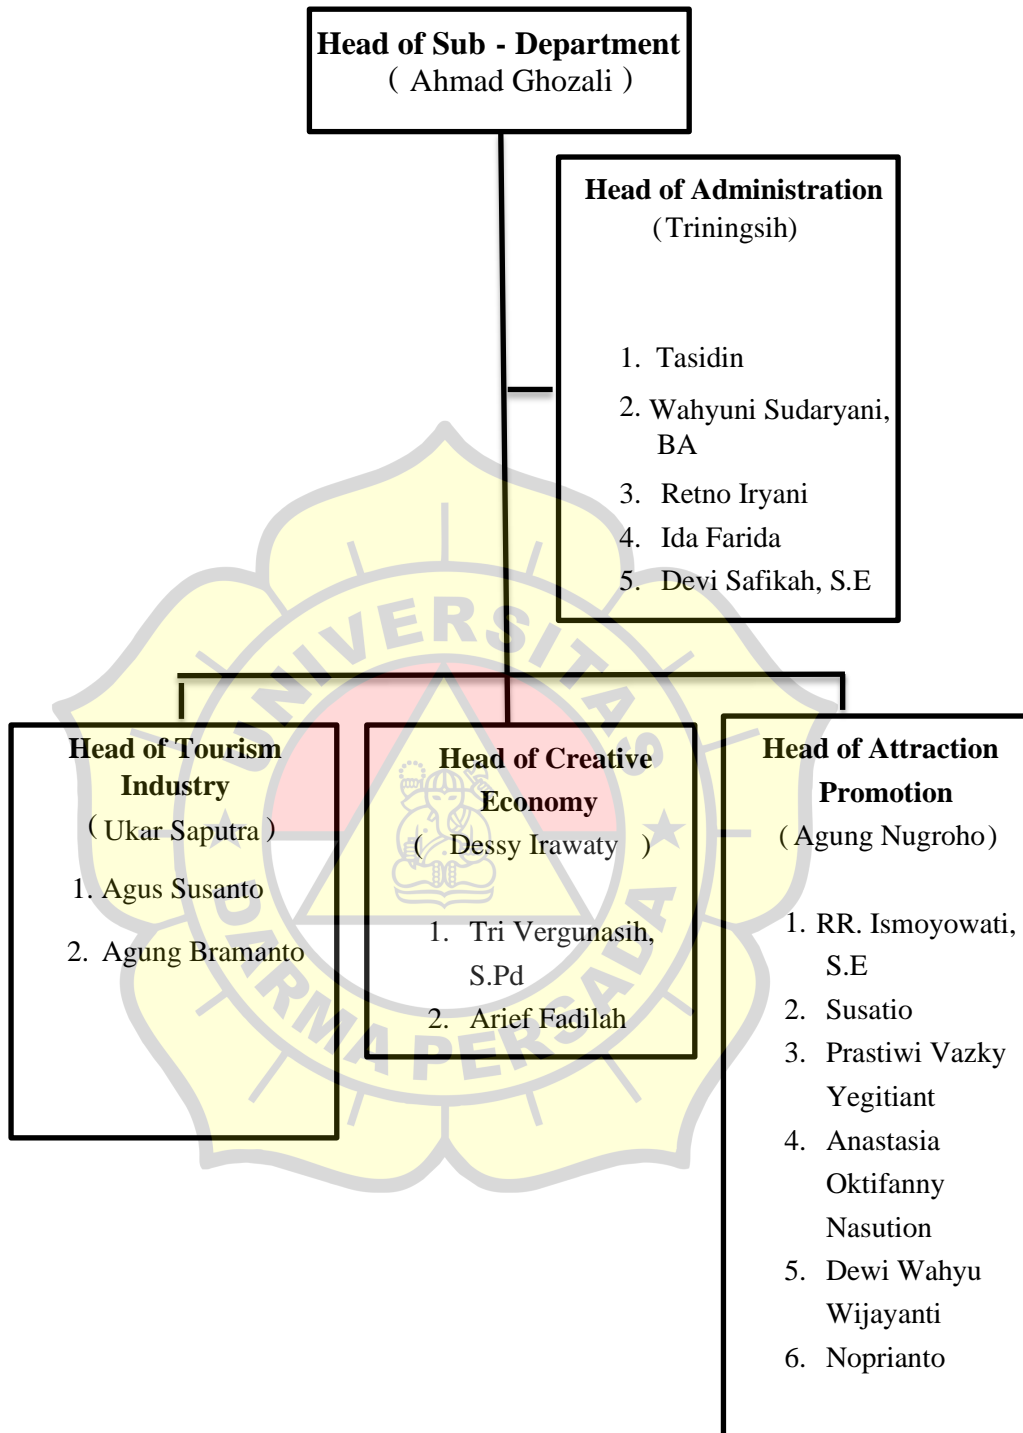 Head of Sub - Department
( Ahmad Ghozali )
Head of Administration
(Triningsih)
1. Tasidin
2. Wahyuni Sudaryani,
BA
3. Retno Iryani
4. Ida Farida
5. Devi Safikah, S.E
UNIVERSITAS
DARMA PERSADA
Head of Tourism
Industry
( Ukar Saputra )
1. Agus Susanto
2. Agung Bramanto
Head of Creative
Economy
( Dessy Irawaty )
1. Tri Vergunasih,
S.Pd
2. Arief Fadilah
Head of Attraction
Promotion
(Agung Nugroho)
1. RR. Ismoyowati,
S.E
2. Susatio
3. Prastiwi Vazky
Yegitiant
4. Anastasia
Oktifanny
Nasution
5. Dewi Wahyu
Wijayanti
6. Noprianto